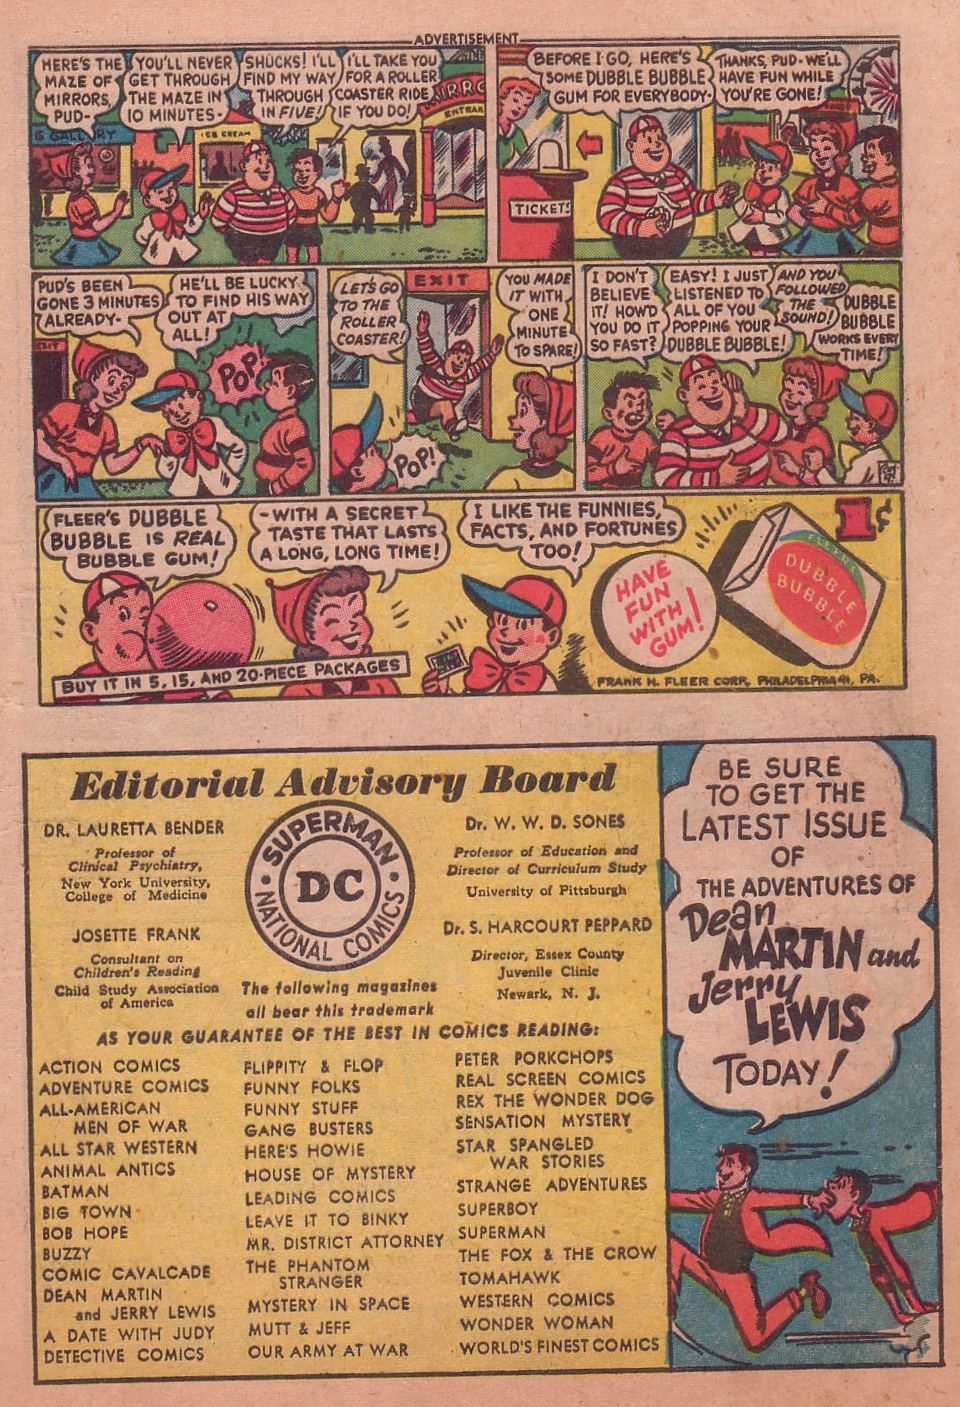 ADVERTISEMENT
HERE'S THE
MAZE OF
MIRRORS,
PUD-
YOU'LL NEVER
GET THROUGH
THE MAZE IN
10 MINUTES-
SHUCKS! I'LL
FIND MY WAY
THROUGH
IN FIVE!
I'LL TAKE YOU
FOR A ROLLER
COASTER RIDE
IF YOU DO!
G GALLERY
ICE CREAM
MIRRO
ENTRAN
BEFORE I GO, HERE'S
SOME DUBBLE BUBBLE
GUM FOR EVERYBODY-
THANKS, PUD-WE'LL
HAVE FUN WHILE
YOU'RE GONE!
TICKETS
PUD'S BEEN
GONE 3 MINUTES
ALREADY-
HE'LL BE LUCKY
TO FIND HIS WAY
OUT AT
ALL!
POP!
LET'S GO
TO THE
ROLLER
COASTER!
EXIT
YOU MADE
IT WITH
ONE
MINUTE
TO SPARE!
POP!
I DON'T
BELIEVE
IT! HOW'D
YOU DO IT
SO FAST?
EASY! I JUST
LISTENED TO
ALL OF YOU
POPPING YOUR
DUBBLE BUBBLE!
AND YOU
FOLLOWED
THE
SOUND!
DUBBLE
BUBBLE
WORKS EVERY
TIME!
FLEER'S DUBBLE
BUBBLE IS REAL
BUBBLE GUM!
-WITH A SECRET
TASTE THAT LASTS
A LONG, LONG TIME!
I LIKE THE FUNNIES,
FACTS, AND FORTUNES
TOO!
1¢
FLEER'S
DUBBLE
BUBBLE
HAVE
FUN
WITH
GUM!
BUY IT IN 5, 15, AND 20-PIECE PACKAGES
FRANK H. FLEER CORP., PHILADELPHIA 41, PA.
Editorial Advisory Board
DR. LAURETTA BENDER
Professor of
Clinical Psychiatry,
New York University,
College of Medicine
JOSETTE FRANK
Consultant on
Children's Reading
Child Study Association
of America
SUPERMAN
DC
NATIONAL COMICS
Dr. W. W. D. SONES
Professor of Education and
Director of Curriculum Study
University of Pittsburgh
Dr. S. HARCOURT PEPPARD
Director, Essex County
Juvenile Clinic
Newark, N. J.
The following magazines
all bear this trademark
AS YOUR GUARANTEE OF THE BEST IN COMICS READING:
ACTION COMICS
ADVENTURE COMICS
ALL-AMERICAN
MEN OF WAR
ALL STAR WESTERN
ANIMAL ANTICS
BATMAN
BIG TOWN
BOB HOPE
BUZZY
COMIC CAVALCADE
DEAN MARTIN
and JERRY LEWIS
A DATE WITH JUDY
DETECTIVE COMICS
FLIPPITY & FLOP
FUNNY FOLKS
FUNNY STUFF
GANG BUSTERS
HERE'S HOWIE
HOUSE OF MYSTERY
LEADING COMICS
LEAVE IT TO BINKY
MR. DISTRICT ATTORNEY
THE PHANTOM
STRANGER
MYSTERY IN SPACE
MUTT & JEFF
OUR ARMY AT WAR
PETER PORKCHOPS
REAL SCREEN COMICS
REX THE WONDER DOG
SENSATION MYSTERY
STAR SPANGLED
WAR STORIES
STRANGE ADVENTURES
SUPERBOY
SUPERMAN
THE FOX & THE CROW
TOMAHAWK
WESTERN COMICS
WONDER WOMAN
WORLD'S FINEST COMICS
BE SURE
TO GET THE
LATEST ISSUE
OF
THE ADVENTURES OF
Dean
MARTIN and
Jerry
LEWIS
TODAY!